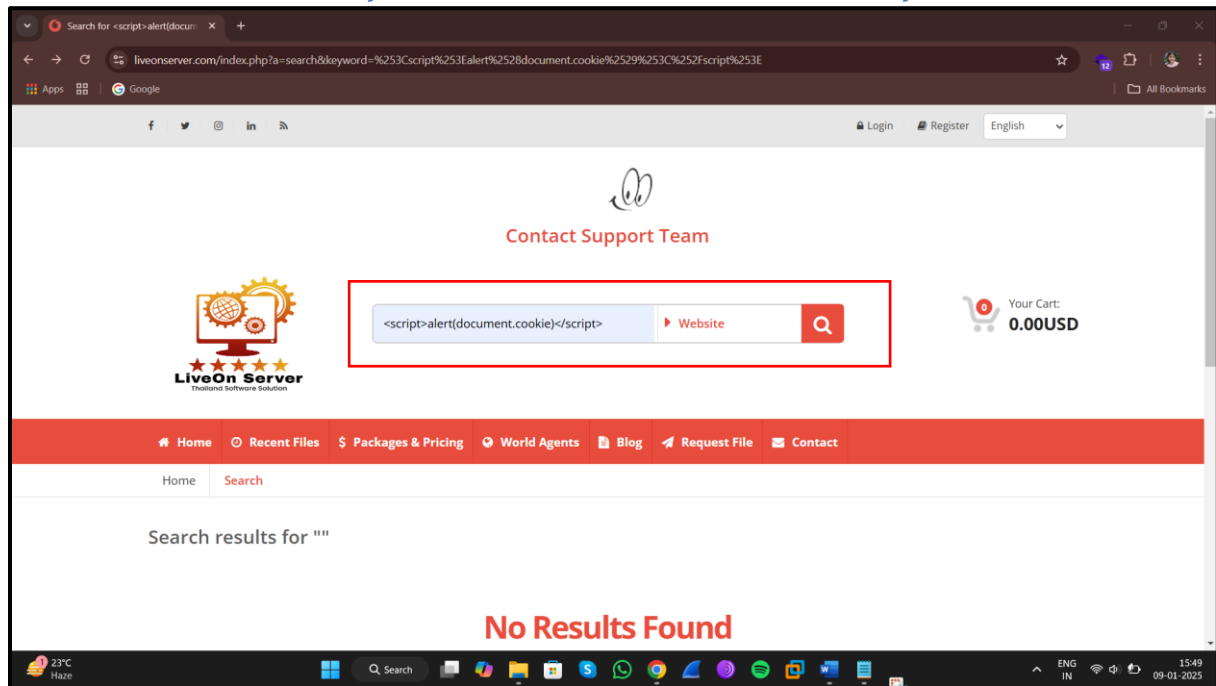 Search for <script>alert(docum
liveonserver.com/index.php?a=search&keyword=%253Cscript%253Ealert%2528document.cookie%2529%253C%252Fscript%253E
12
Apps
Google
All Bookmarks
Login
Register
English
Contact Support Team
<script>alert(document.cookie)</script>
Website
0
Your Cart:
0.00USD
LiveOn Server
Thailand Software Solution
Home
Recent Files
$ Packages & Pricing
World Agents
Blog
Request File
Contact
Home
Search
Search results for ""
No Results Found
1
23°C
Haze
Search
ENG
IN
15:49
09-01-2025